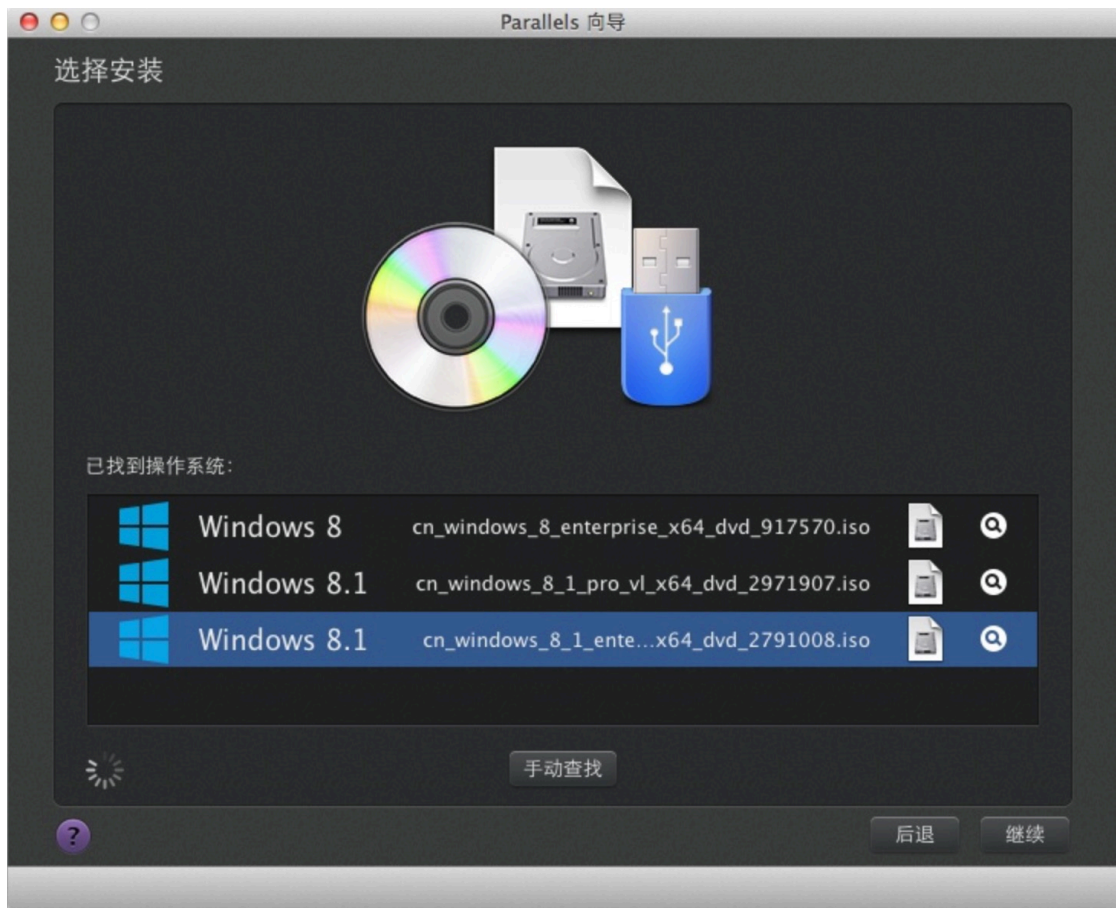 Parallels 向导
选择安装
已找到操作系统:
Windows 8 cn_windows_8_enterprise_x64_dvd_917570.iso
Windows 8.1 cn_windows_8_1_pro_vl_x64_dvd_2971907.iso
Windows 8.1 cn_windows_8_1_ente...x64_dvd_2791008.iso
手动查找
?
后退 继续